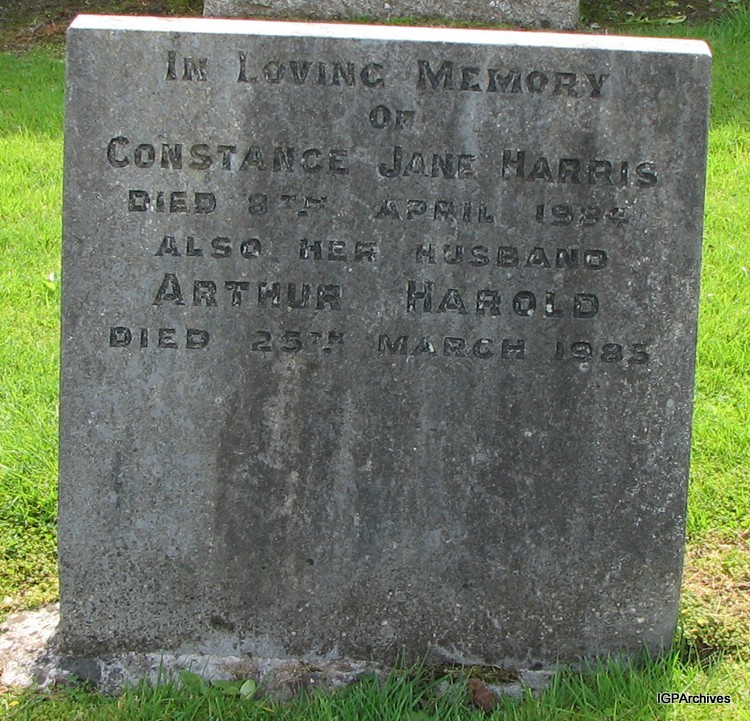 IN LOVING MEMORY
OF
CONSTANCE JANE HARRIS
DIED 8TH APRIL 1984
ALSO HER HUSBAND
ARTHUR HAROLD
DIED 25TH MARCH 1985
IGPArchives